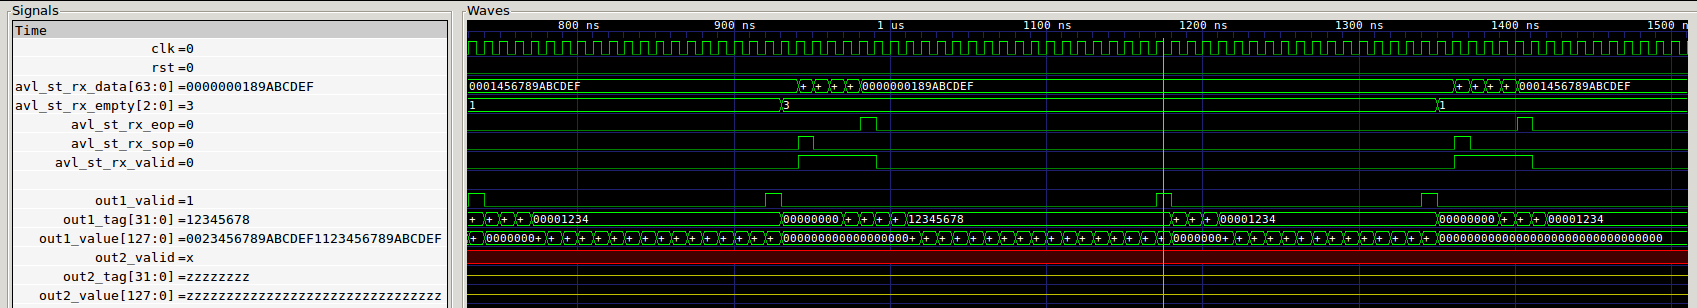 Signals
Waves
Time
800 ns 900 ns 1 us 1100 ns 1200 ns 1300 ns 1400 ns 1500 n
clk=0
rst=0
avl_st_rx_data[63:0]=0000000189ABCDEF 0001456789ABCDEF + + + + 0000000189ABCDEF + + + + 0001456789ABCDEF
avl_st_rx_empty[2:0]=3 1 3 1
avl_st_rx_eop=0
avl_st_rx_sop=0
avl_st_rx_valid=0
out1_valid=1
out1_tag[31:0]=12345678 + + + + 00001234 00000000 + + + + 12345678 + + + 00001234 00000000 + + + 00001234
out1_value[127:0]=0023456789ABCDEF1123456789ABCDEF + 0000000+ + + + + + + + + + + + + + + 000000000000000000+ + + + + + + + + + + + + + + + + 0000000+ + + + + + + + + + + + + + 00000000000000000000000000000000
out2_valid=x
out2_tag[31:0]=zzzzzzzz
out2_value[127:0]=zzzzzzzzzzzzzzzzzzzzzzzzzzzzzzzz